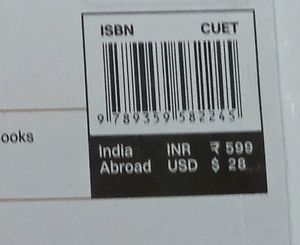 ISBN CUET
9 789359 582245
ooks
India INR ₹ 599
Abroad USD $ 28